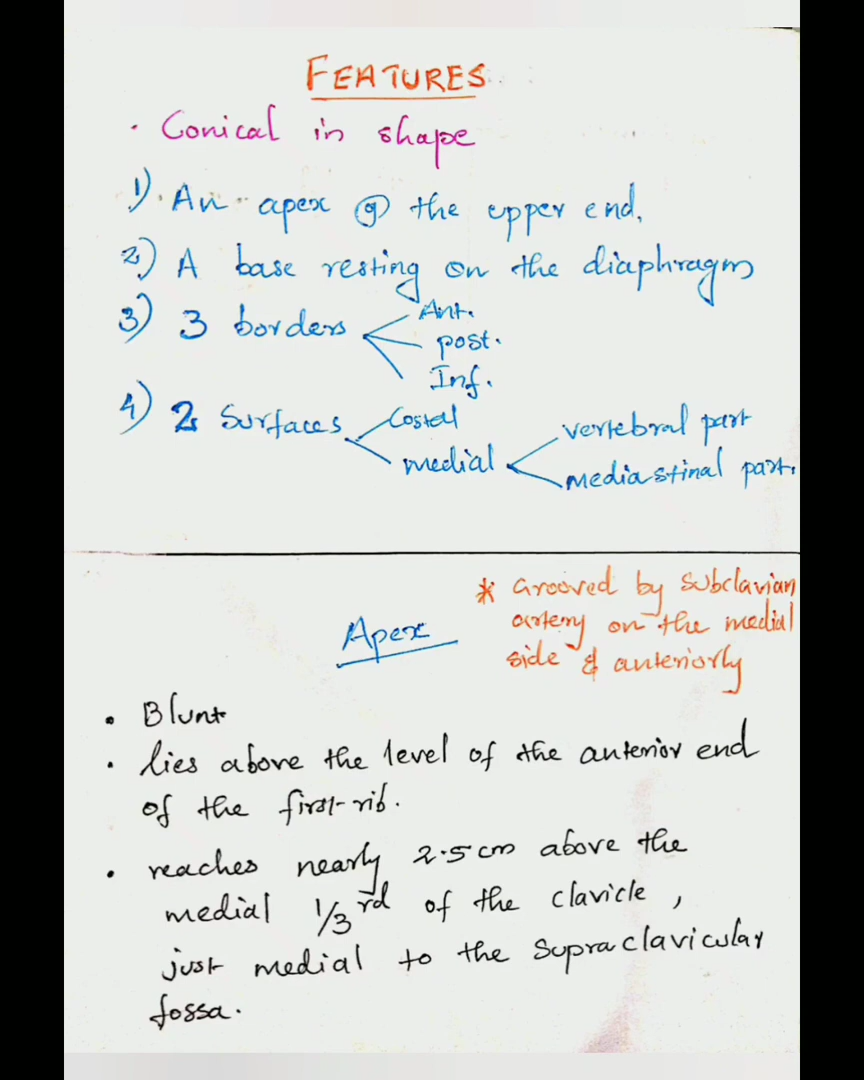 FEATURES
• Conical in shape
1) An apex @ the upper end.
2) A base resting on the diaphragm
3) 3 borders
Ant.
post.
Inf.
4) 2 Surfaces
Costal
medial
vertebral part
mediastinal part.
Apex
* Grooved by subclavian
artery on the medial
side & anteriorly
• Blunt
• lies above the level of the anterior end
of the first-rib.
• reaches nearly 2.5 cm above the
medial 1/3rd of the clavicle,
just medial to the supraclavicular
fossa.